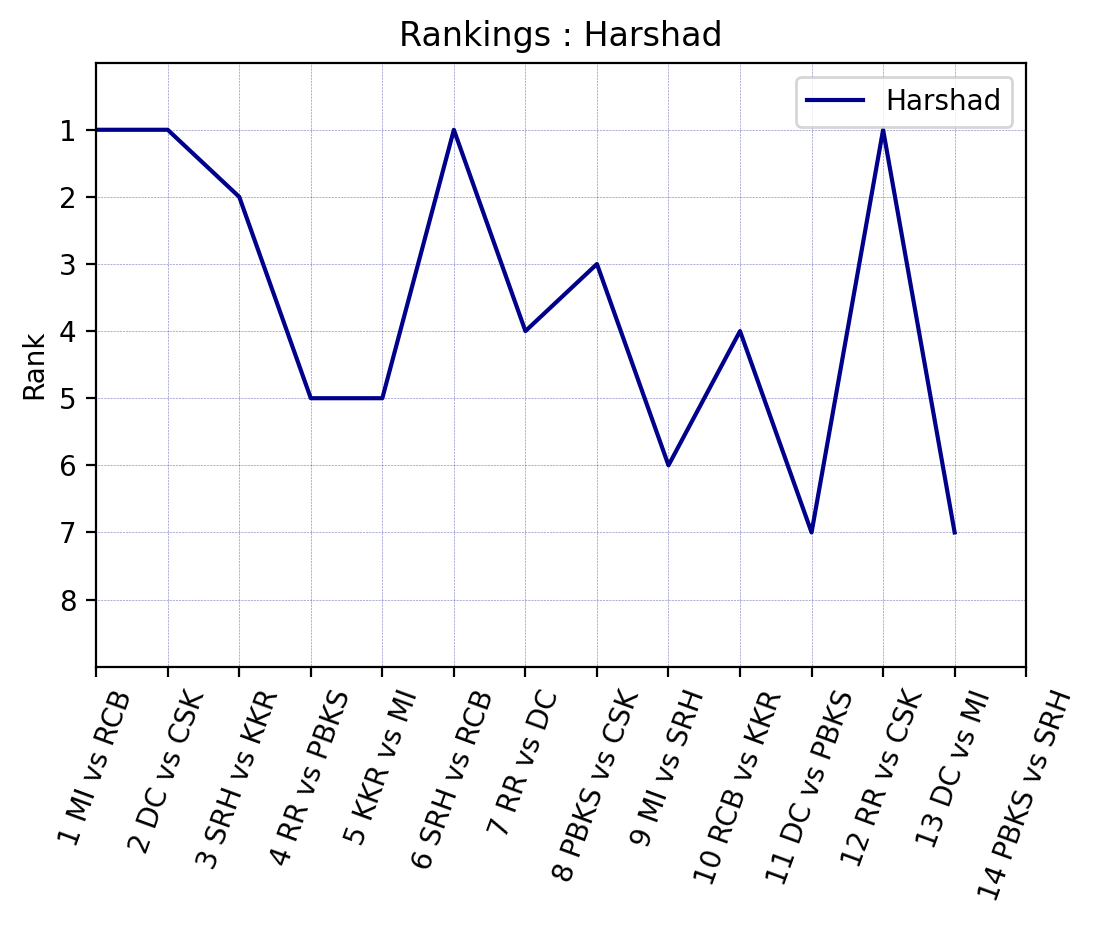 Rankings : Harshad
Harshad
Rank
1
2
3
4
5
6
7
8
1 MI vs RCB
2 DC vs CSK
3 SRH vs KKR
4 RR vs PBKS
5 KKR vs MI
6 SRH vs RCB
7 RR vs DC
8 PBKS vs CSK
9 MI vs SRH
10 RCB vs KKR
11 DC vs PBKS
12 RR vs CSK
13 DC vs MI
14 PBKS vs SRH